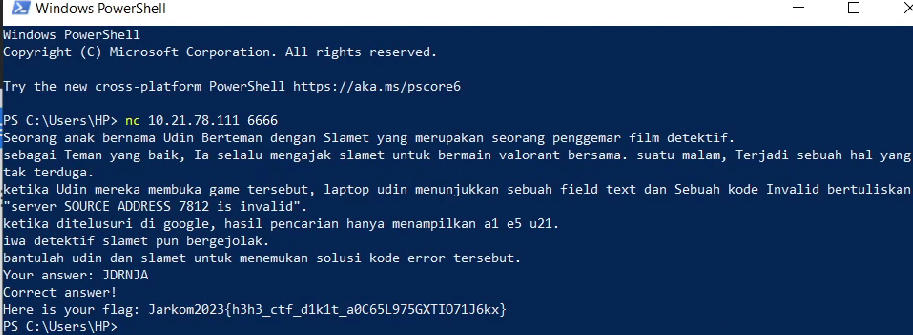 Windows PowerShell
Windows PowerShell
Copyright (C) Microsoft Corporation. All rights reserved.
Try the new cross-platform PowerShell https://aka.ms/pscore6
PS C:\Users\HP> nc 10.21.78.111 6666
Seorang anak bernama Udin Berteman dengan Slamet yang merupakan seorang penggemar film detektif.
sebagai Teman yang baik, Ia selalu mengajak slamet untuk bermain valorant bersama. suatu malam, Terjadi sebuah hal yang
tak terduga.
ketika Udin mereka membuka game tersebut, laptop udin menunjukkan sebuah field text dan Sebuah kode Invalid bertuliskan
"server SOURCE ADDRESS 7812 is invalid".
ketika ditelusuri di google, hasil pencarian hanya menampilkan a1 e5 u21.
iwa detektif slamet pun bergejolak.
bantulah udin dan slamet untuk menemukan solusi kode error tersebut.
Your answer: JDRNJA
Correct answer!
Here is your flag: Jarkom2023{h3h3_ctf_d1k1t_a0C65L975GXTIO71J6kx}
PS C:\Users\HP>